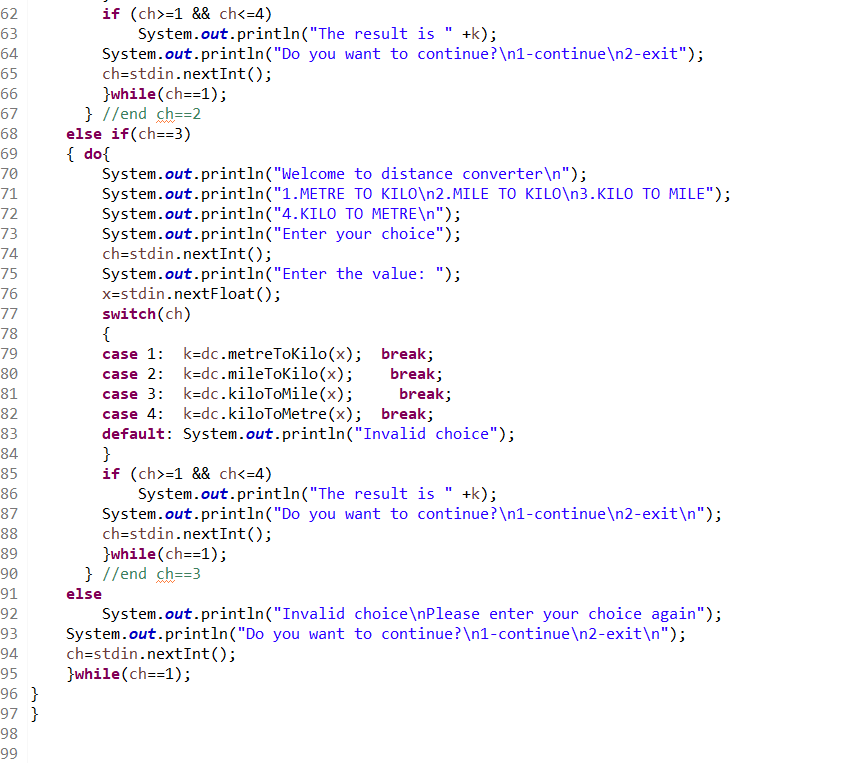 62 if (ch>=1 && ch<=4)
63 System.out.println("The result is " +k);
64 System.out.println("Do you want to continue?\n1-continue\n2-exit");
65 ch=stdin.nextInt();
66 }while(ch==1);
67 } //end ch==2
68 else if(ch==3)
69 { do{
70 System.out.println("Welcome to distance converter\n");
71 System.out.println("1.METRE TO KILO\n2.MILE TO KILO\n3.KILO TO MILE");
72 System.out.println("4.KILO TO METRE\n");
73 System.out.println("Enter your choice");
74 ch=stdin.nextInt();
75 System.out.println("Enter the value: ");
76 x=stdin.nextFloat();
77 switch(ch)
78 {
79 case 1: k=dc.metreToKilo(x); break;
80 case 2: k=dc.mileToKilo(x); break;
81 case 3: k=dc.kiloToMile(x); break;
82 case 4: k=dc.kiloToMetre(x); break;
83 default: System.out.println("Invalid choice");
84 }
85 if (ch>=1 && ch<=4)
86 System.out.println("The result is " +k);
87 System.out.println("Do you want to continue?\n1-continue\n2-exit\n");
88 ch=stdin.nextInt();
89 }while(ch==1);
90 } //end ch==3
91 else
92 System.out.println("Invalid choice\nPlease enter your choice again");
93 System.out.println("Do you want to continue?\n1-continue\n2-exit\n");
94 ch=stdin.nextInt();
95 }while(ch==1);
96 }
97 }
98
99